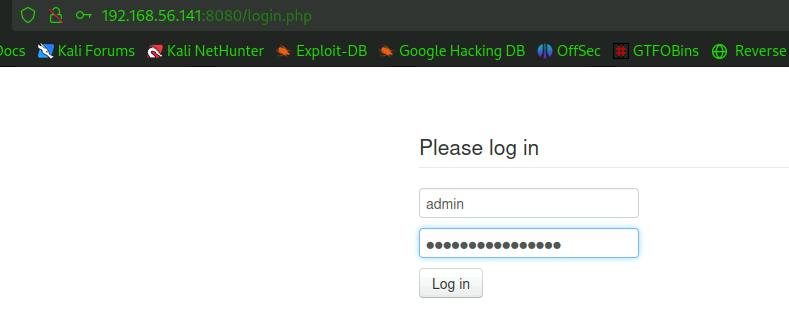 192.168.56.141:8080/login.php
Docs Kali Forums Kali NetHunter Exploit-DB Google Hacking DB OffSec GTFOBins Reverse
Please log in
admin
●●●●●●●●●●●●●●●●
Log in